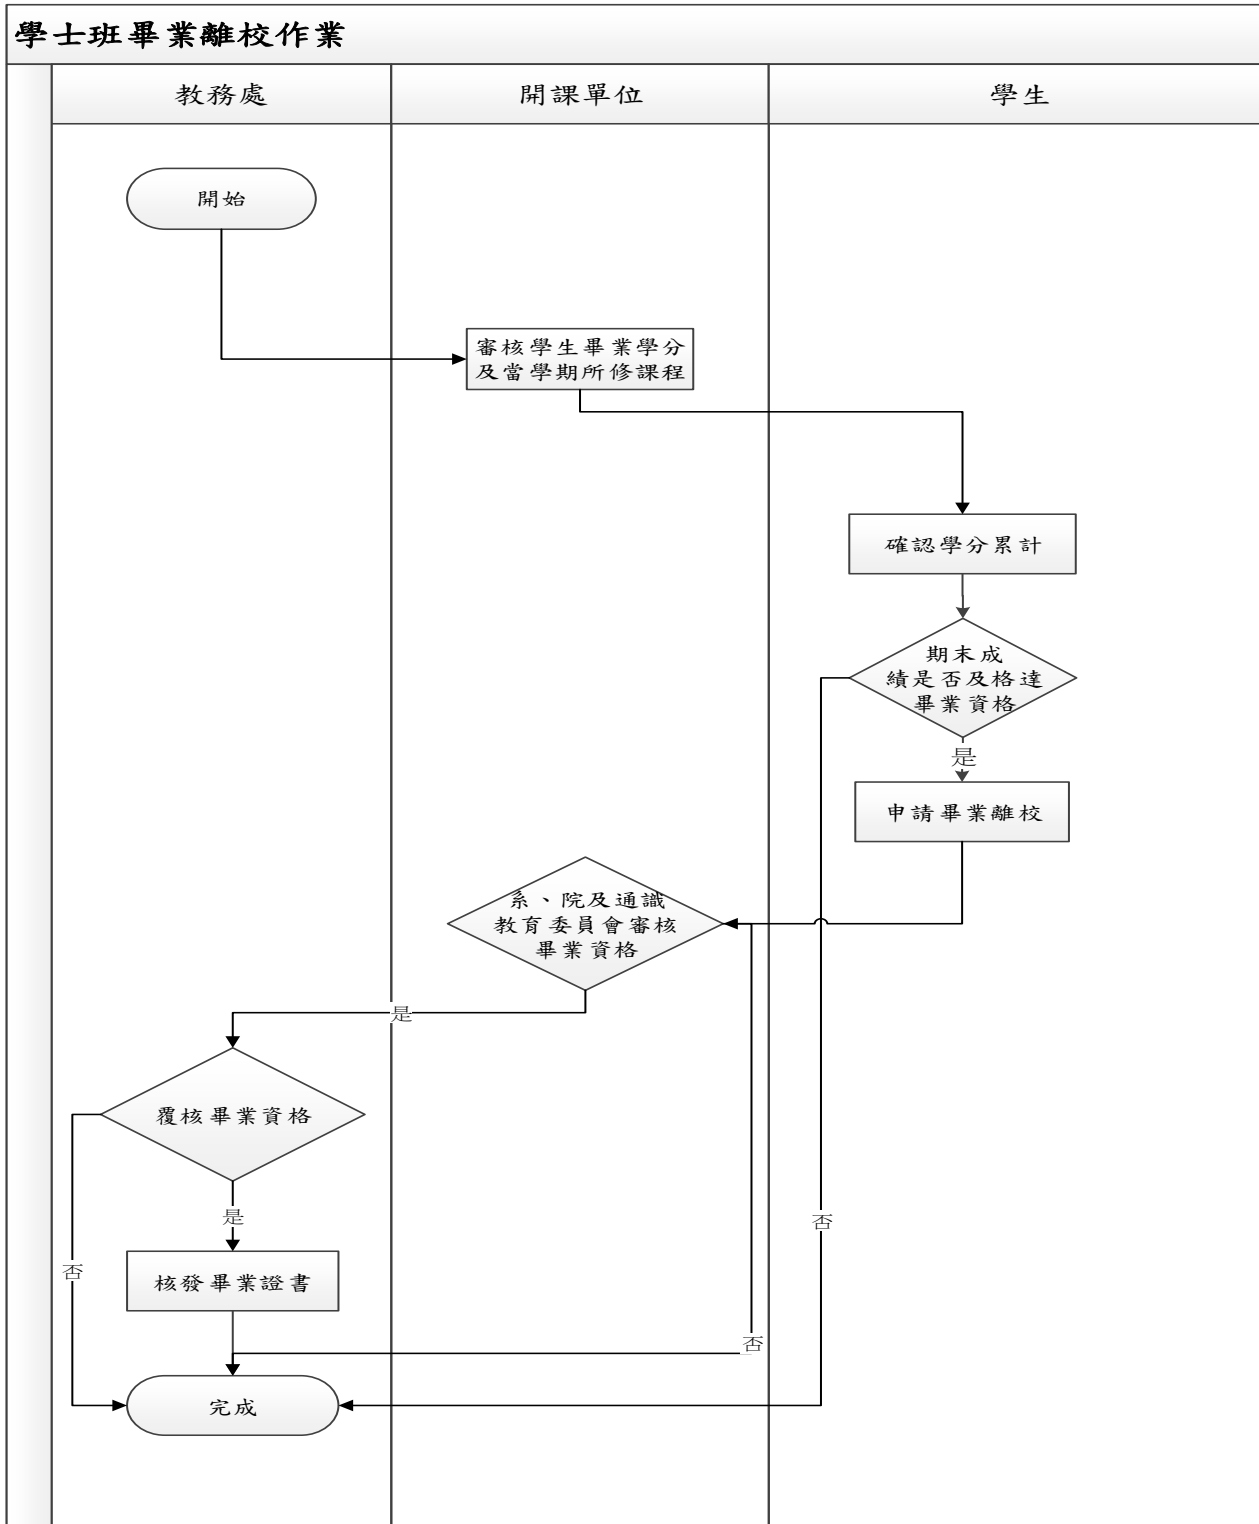 學士班畢業離校作業
教務處
開課單位
學生
開始
審核學生畢業學分
及當學期所修課程
確認學分累計
期末成
績是否及格達
畢業資格
是
申請畢業離校
系、院及通識
教育委員會審核
畢業資格
是
覆核畢業資格
是
否
否
核發畢業證書
否
完成